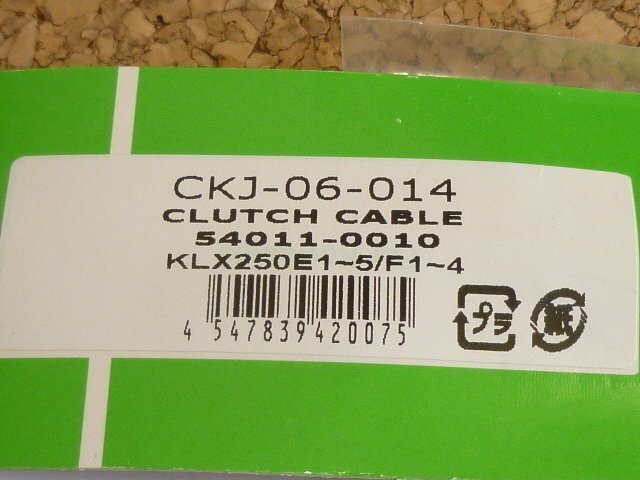 CKJ-06-014
CLUTCH CABLE
54011-0010
KLX250E1~5/F1~4
4 547839 420075
プラ
紙